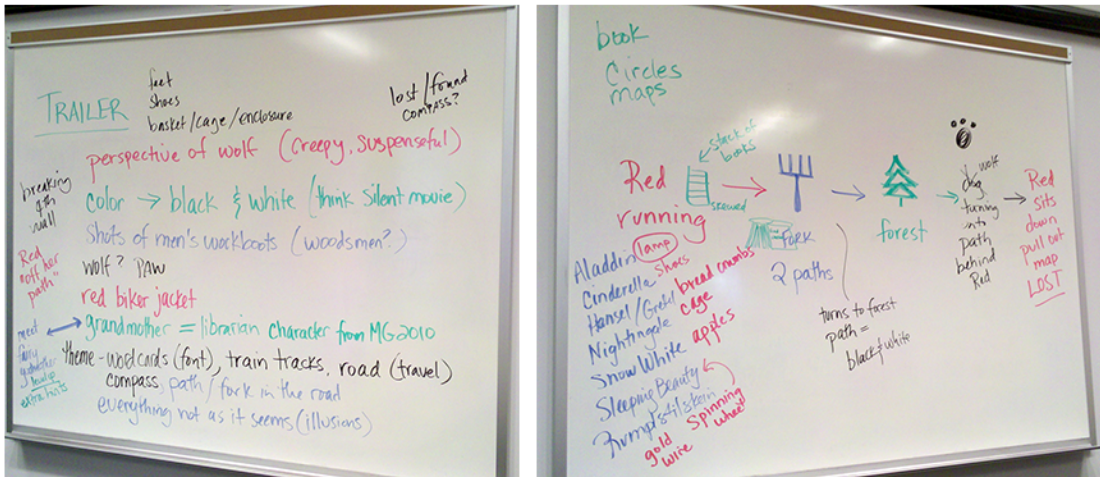 TRAILER
feet
shoes
basket/cage/enclosure
lost/found
compass?
perspective of wolf (creepy, suspenseful)
breaking
4th
wall
color → black & white (think silent movie)
shots of men's workboots (woodsmen?)
Red
"off her
path"
wolf? PAW
red biker jacket
meet
fairy
godmother
extra hints
grandmother = librarian character from MG2010
theme - wordcards (font), train tracks, road (travel)
compass, path/fork in the road
everything not as it seems (illusions)
book
Circles
maps
stack of
books
skewed
Red
running
fork
2 paths
forest
turns to forest
path =
black & white
dog
wolf
turning
into
path
behind
Red
Red
sits
down
pull out
map
LOST
Aladdin lamp
Cinderella shoes
Hansel/Gretel bread crumbs
Nightingale cage
Snow White apples
Sleeping Beauty
Rumplstilskein spinning
wheel
gold
wire